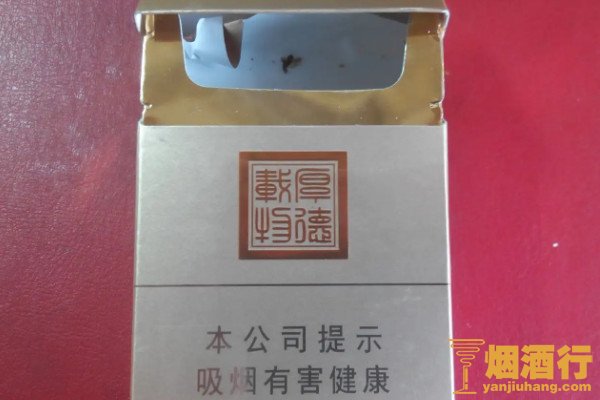 厚德
載物
本公司提示
吸烟有害健康
烟酒行
yanjiuhang.com